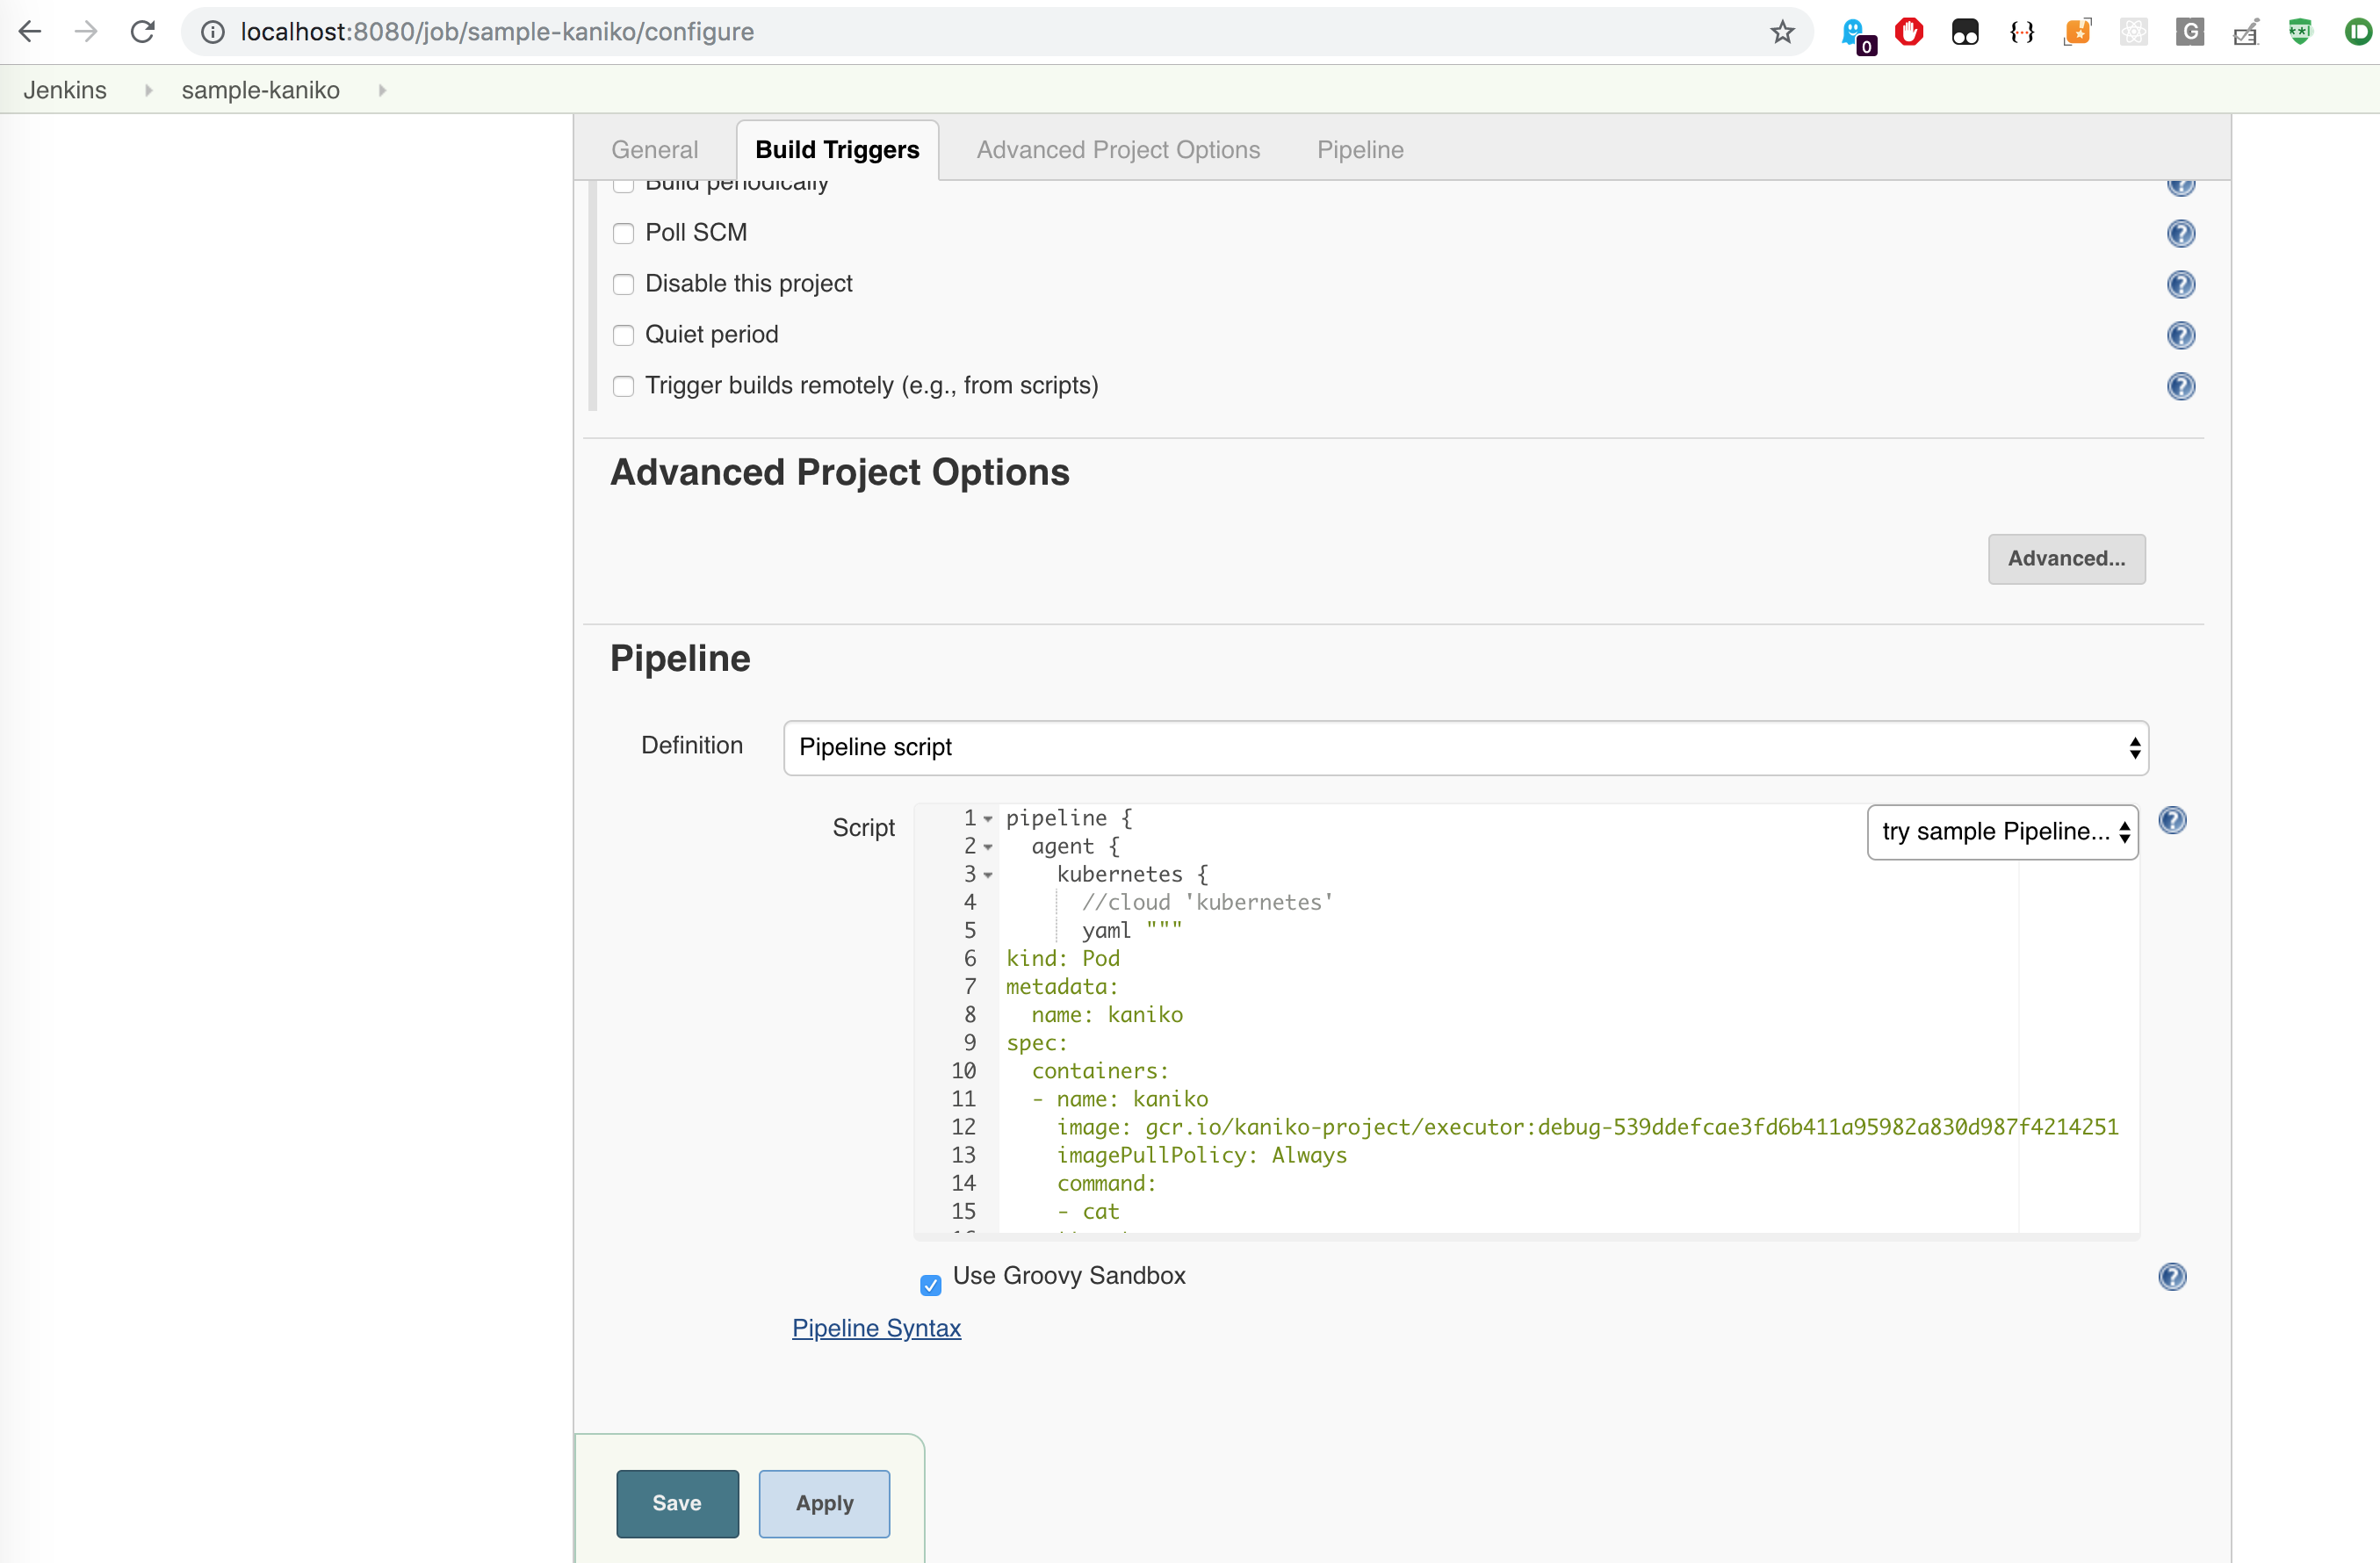 localhost:8080/job/sample-kaniko/configure
0
G
**I
ID
Jenkins
sample-kaniko
General
Build Triggers
Advanced Project Options
Pipeline
Build periodically
Poll SCM
Disable this project
Quiet period
Trigger builds remotely (e.g., from scripts)
Advanced Project Options
Advanced...
Pipeline
Definition
Pipeline script
Script
try sample Pipeline...
1 pipeline {
2   agent {
3     kubernetes {
4       //cloud 'kubernetes'
5       yaml """
6 kind: Pod
7 metadata:
8   name: kaniko
9 spec:
10   containers:
11   - name: kaniko
12     image: gcr.io/kaniko-project/executor:debug-539ddefcae3fd6b411a95982a830d987f4214251
13     imagePullPolicy: Always
14     command:
15     - cat
Use Groovy Sandbox
Pipeline Syntax
Save
Apply